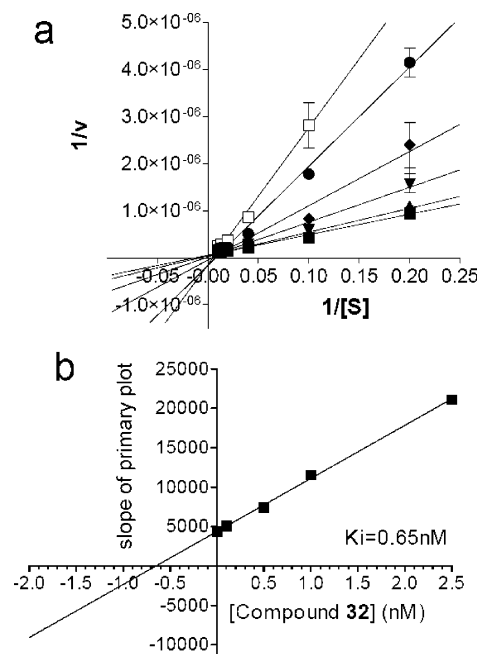 a
5.0×10⁻⁰⁶
4.0×10⁻⁰⁶
3.0×10⁻⁰⁶
2.0×10⁻⁰⁶
1.0×10⁻⁰⁶
-1.0×10⁻⁰⁶
1/v
-0.05 -0.00 0.05 0.10 0.15 0.20 0.25
1/[S]
b
25000
20000
15000
10000
5000
-5000
-10000
slope of primary plot
Ki=0.65nM
-2.0 -1.5 -1.0 -0.5 0.5 1.0 1.5 2.0 2.5
[Compound 32] (nM)